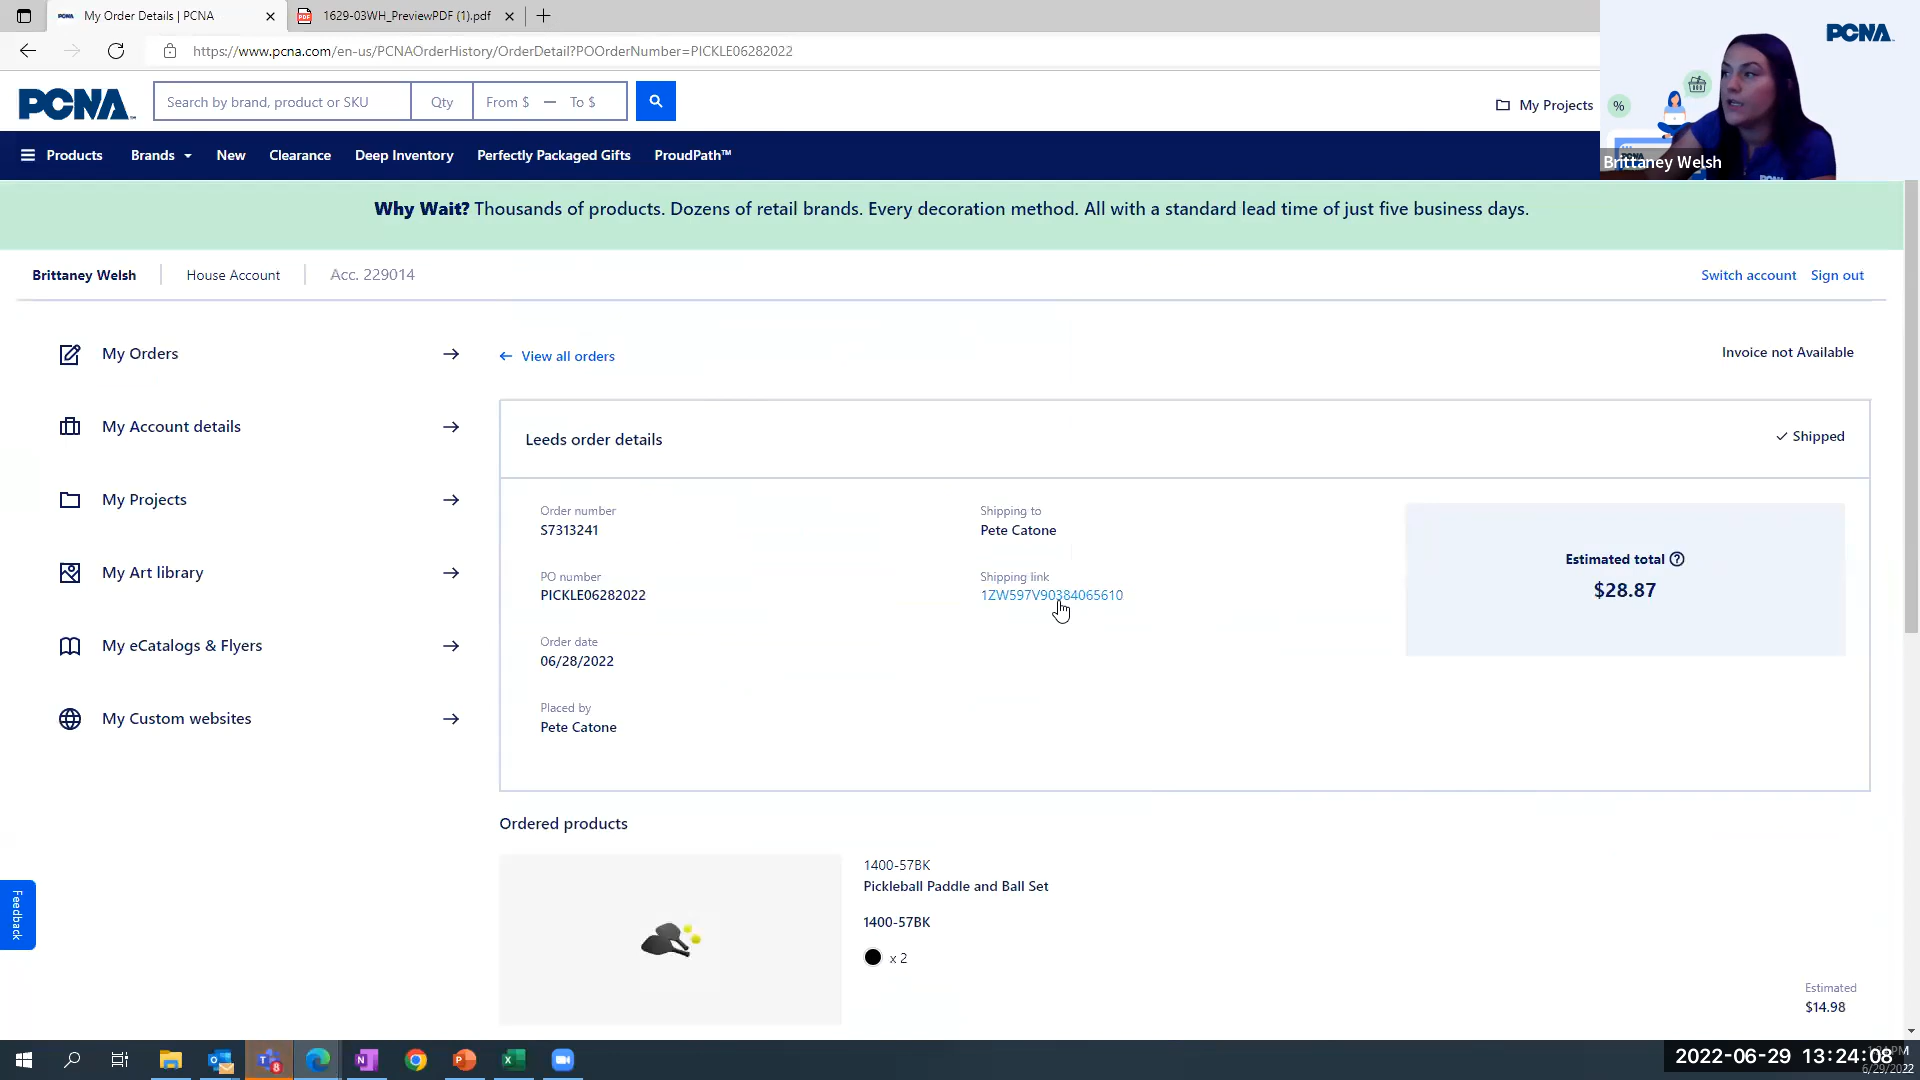 My Order Details | PCNA
1629-03WH_PreviewPDF (1).pdf
https://www.pcna.com/en-us/PCNAOrderHistory/OrderDetail?POOrderNumber=PICKLE06282022
PCNA
PCNA
Search by brand, product or SKU
Qty
From $ — To $
My Projects
%
Brittaney Welsh
Products
Brands
New
Clearance
Deep Inventory
Perfectly Packaged Gifts
ProudPath™
Why Wait? Thousands of products. Dozens of retail brands. Every decoration method. All with a standard lead time of just five business days.
Brittaney Welsh
House Account
Acc. 229014
Switch account
Sign out
My Orders
My Account details
My Projects
My Art library
My eCatalogs & Flyers
My Custom websites
View all orders
Invoice not Available
Leeds order details
Shipped
Order number
S7313241
PO number
PICKLE06282022
Order date
06/28/2022
Placed by
Pete Catone
Shipping to
Pete Catone
Shipping link
1ZW597V90384065610
Estimated total
$28.87
Ordered products
1400-57BK
Pickleball Paddle and Ball Set
1400-57BK
x 2
Estimated
$14.98
Feedback
2022-06-29 13:24:08
6/29/2022